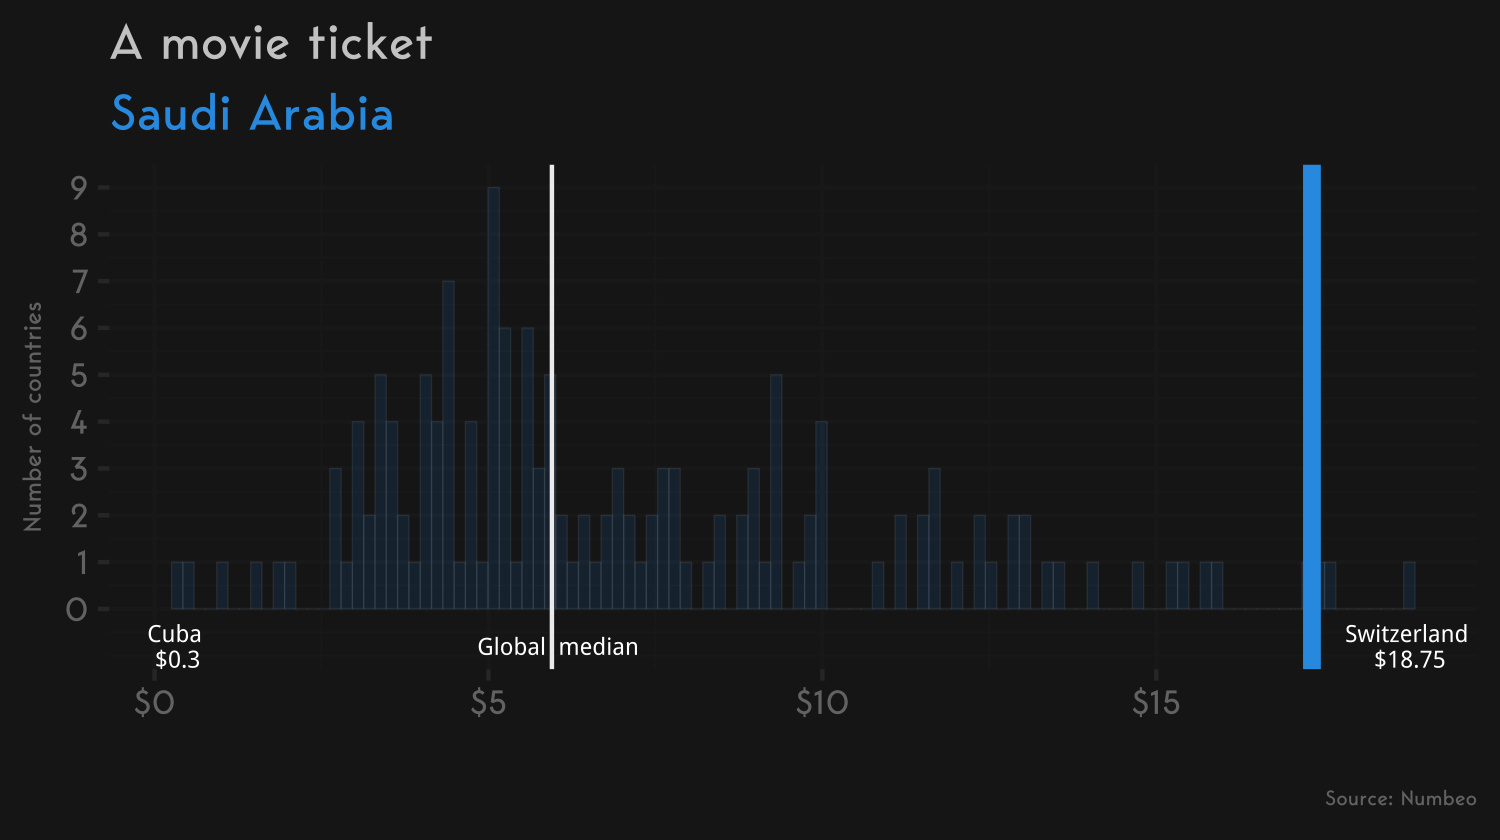 A movie ticket
Saudi Arabia
Number of countries
9
8
7
6
5
4
3
2
1
0
Cuba
$0.3
Global median
Switzerland
$18.75
$0 $5 $10 $15
Source: Numbeo